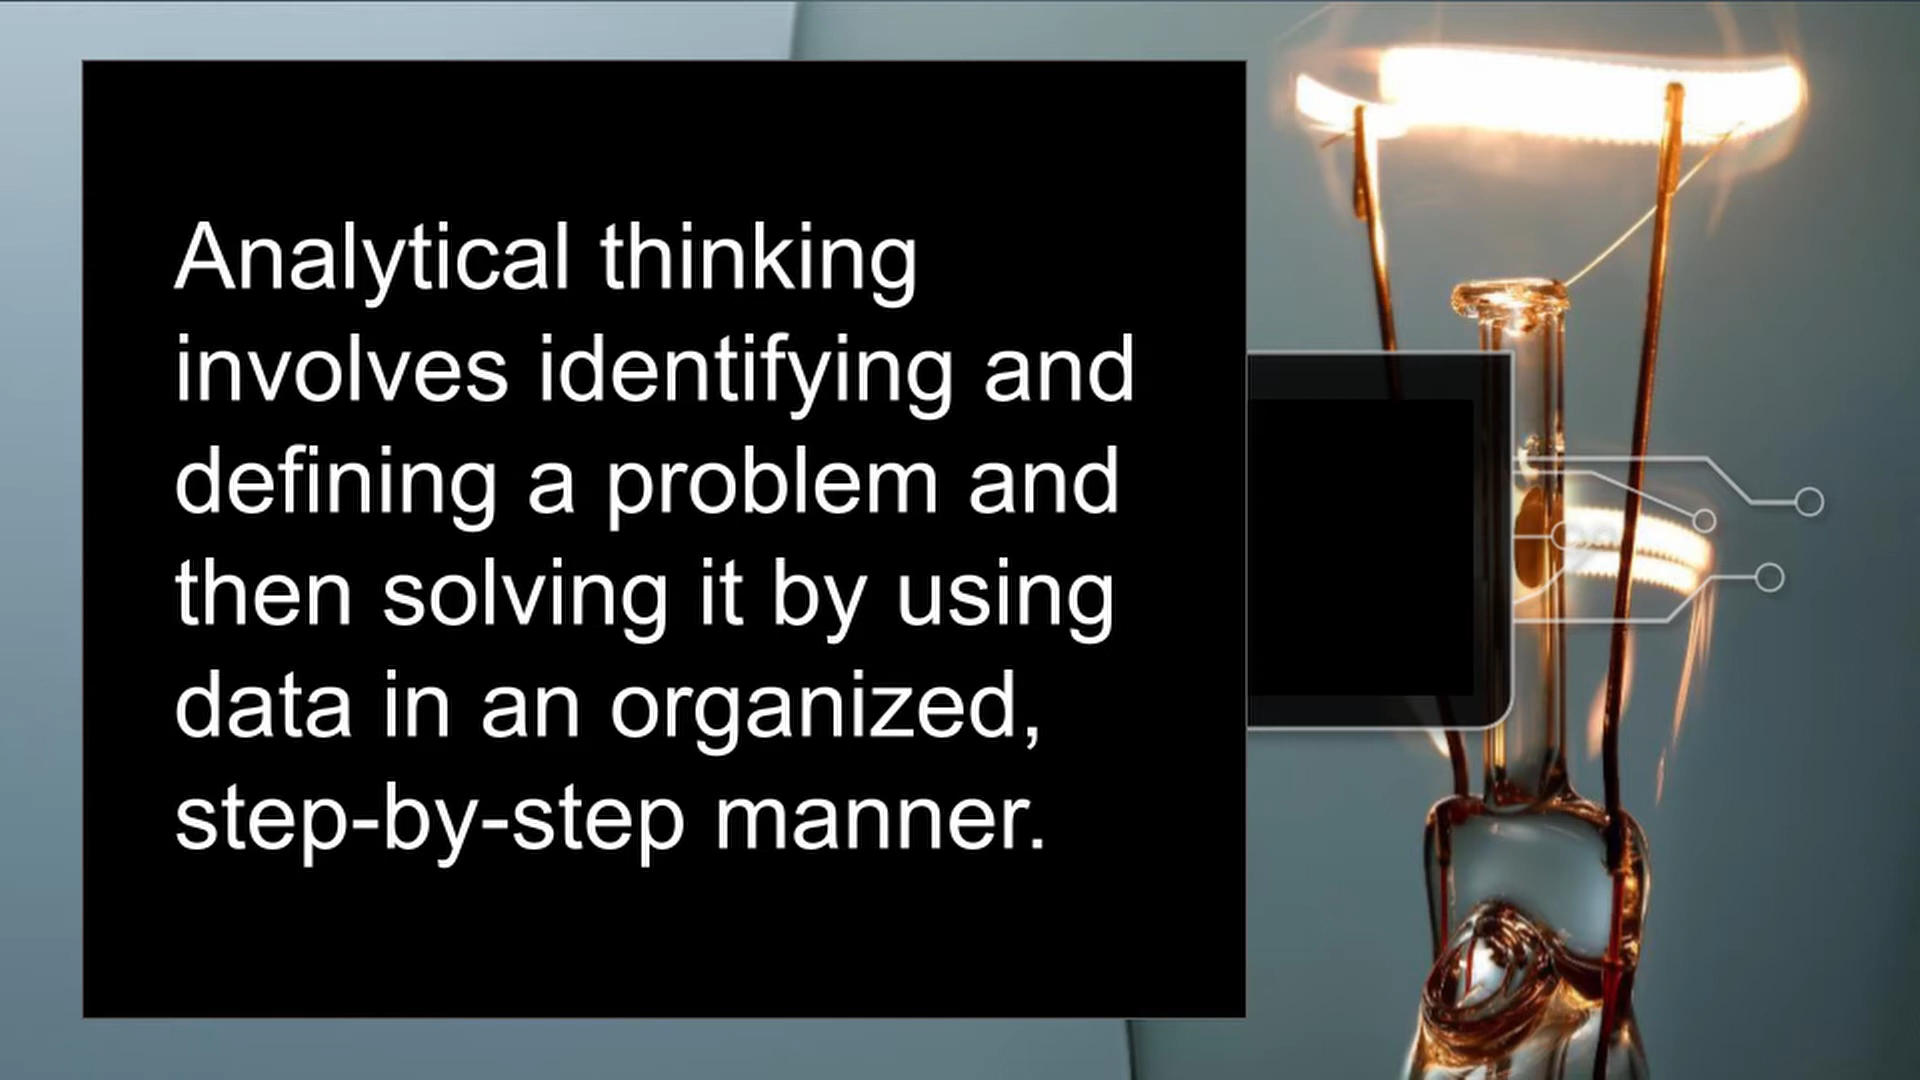 Analytical thinking
involves identifying and
defining a problem and
then solving it by using
data in an organized,
step-by-step manner.